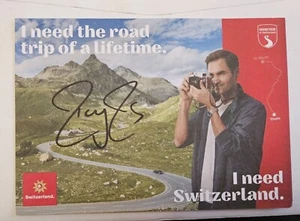 I need the road
trip of a lifetime.
Switzerland.
I need
Switzerland.